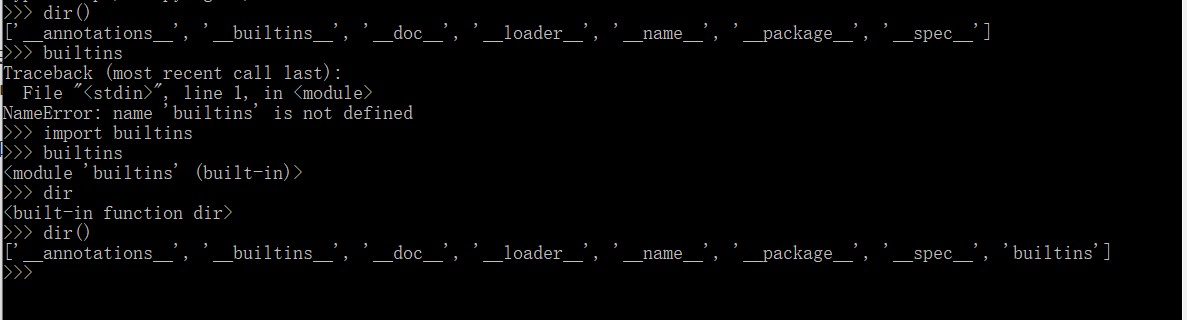 >>> dir()
['__annotations__', '__builtins__', '__doc__', '__loader__', '__name__', '__package__', '__spec__']
>>> builtins
Traceback (most recent call last):
  File "<stdin>", line 1, in <module>
NameError: name 'builtins' is not defined
>>> import builtins
>>> builtins
<module 'builtins' (built-in)>
>>> dir
<built-in function dir>
>>> dir()
['__annotations__', '__builtins__', '__doc__', '__loader__', '__name__', '__package__', '__spec__', 'builtins']
>>>